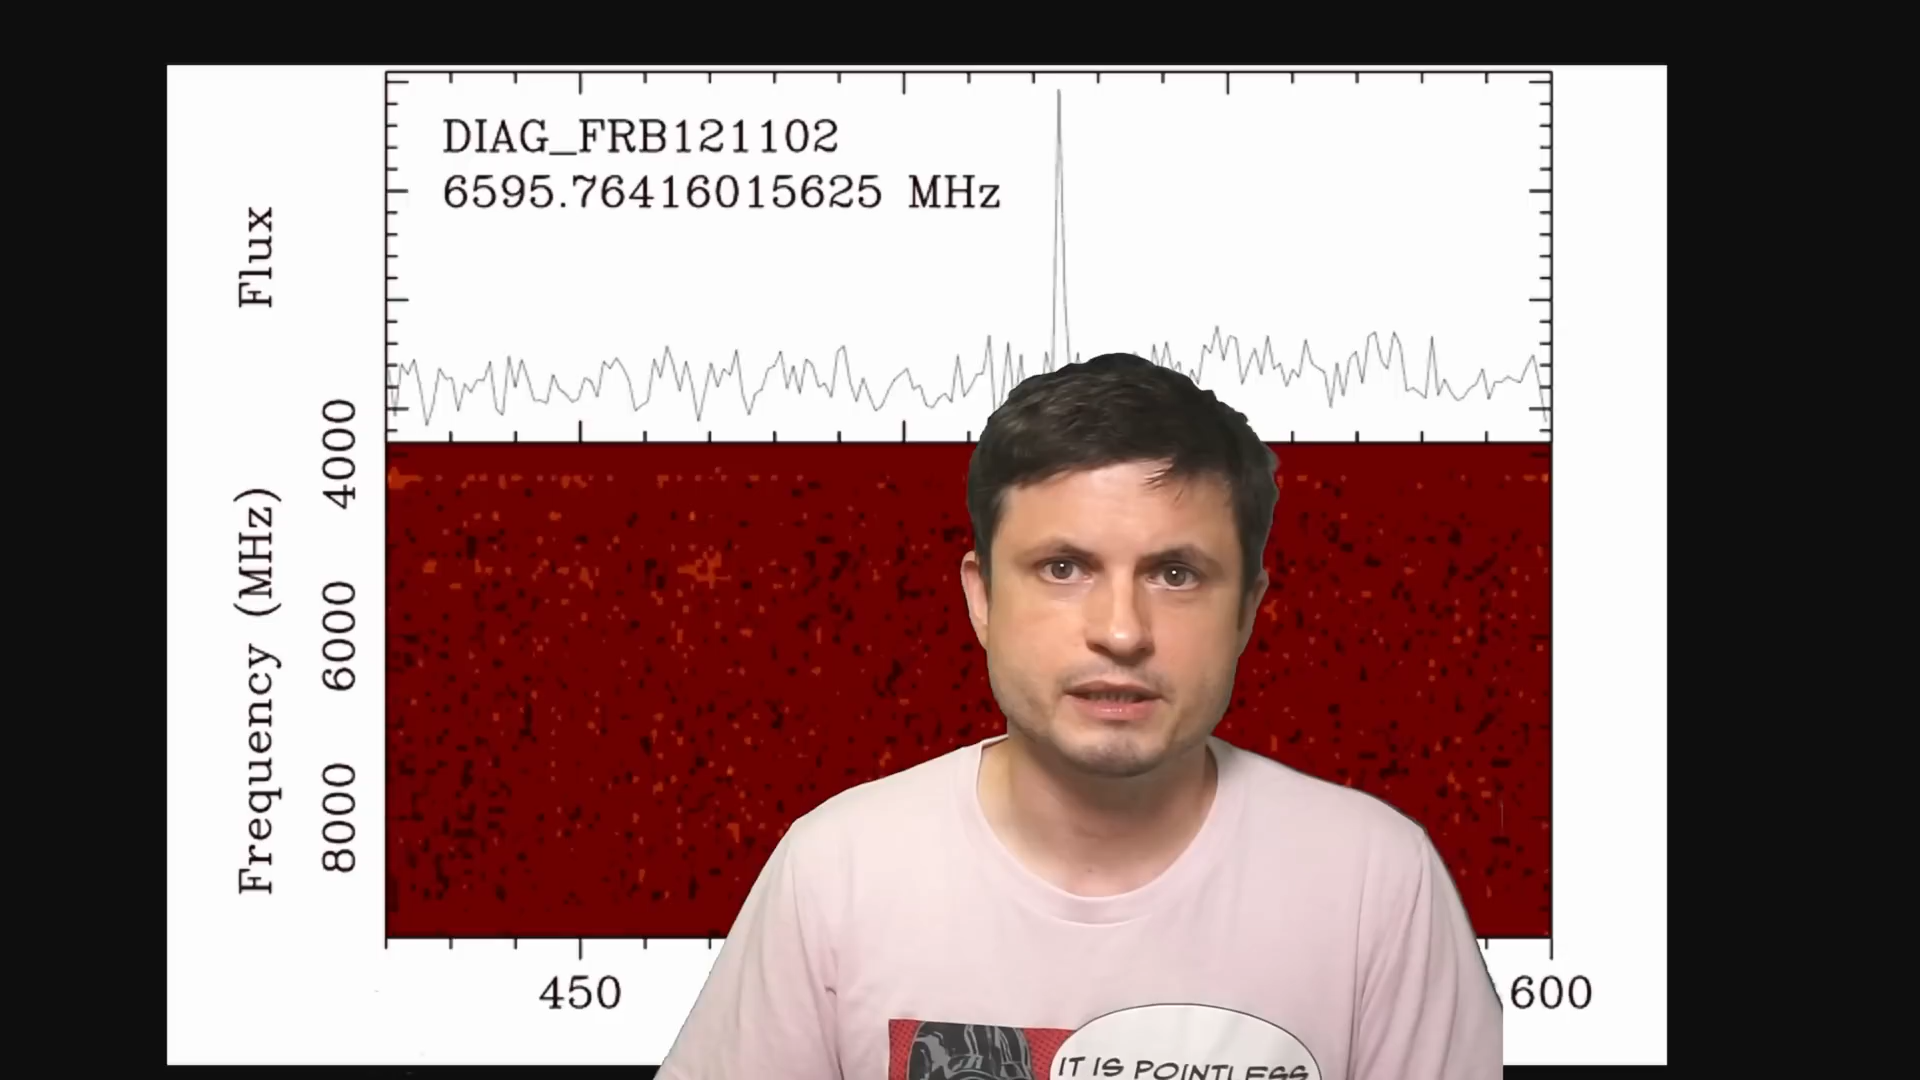 DIAG_FRB121102
6595.76416015625 MHz
Flux
Frequency (MHz)
4000
6000
8000
450
600
IT IS POINTLESS